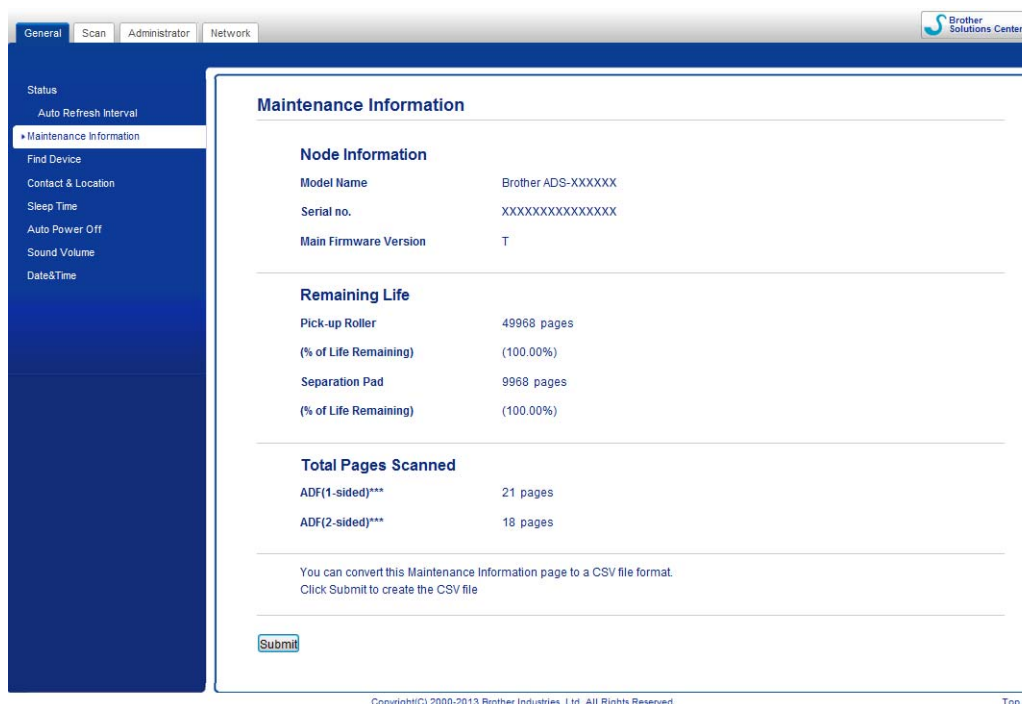 General
Scan
Administrator
Network
Brother
Solutions Center
Status
Auto Refresh Interval
Maintenance Information
Find Device
Contact & Location
Sleep Time
Auto Power Off
Sound Volume
Date&Time
Maintenance Information
Node Information
Model Name Brother ADS-XXXXXX
Serial no. XXXXXXXXXXXXXXX
Main Firmware Version T
Remaining Life
Pick-up Roller 49968 pages
(% of Life Remaining) (100.00%)
Separation Pad 9968 pages
(% of Life Remaining) (100.00%)
Total Pages Scanned
ADF(1-sided)*** 21 pages
ADF(2-sided)*** 18 pages
You can convert this Maintenance Information page to a CSV file format.
Click Submit to create the CSV file
Submit
Copyright(C) 2000-2013 Brother Industries, Ltd. All Rights Reserved.
Top